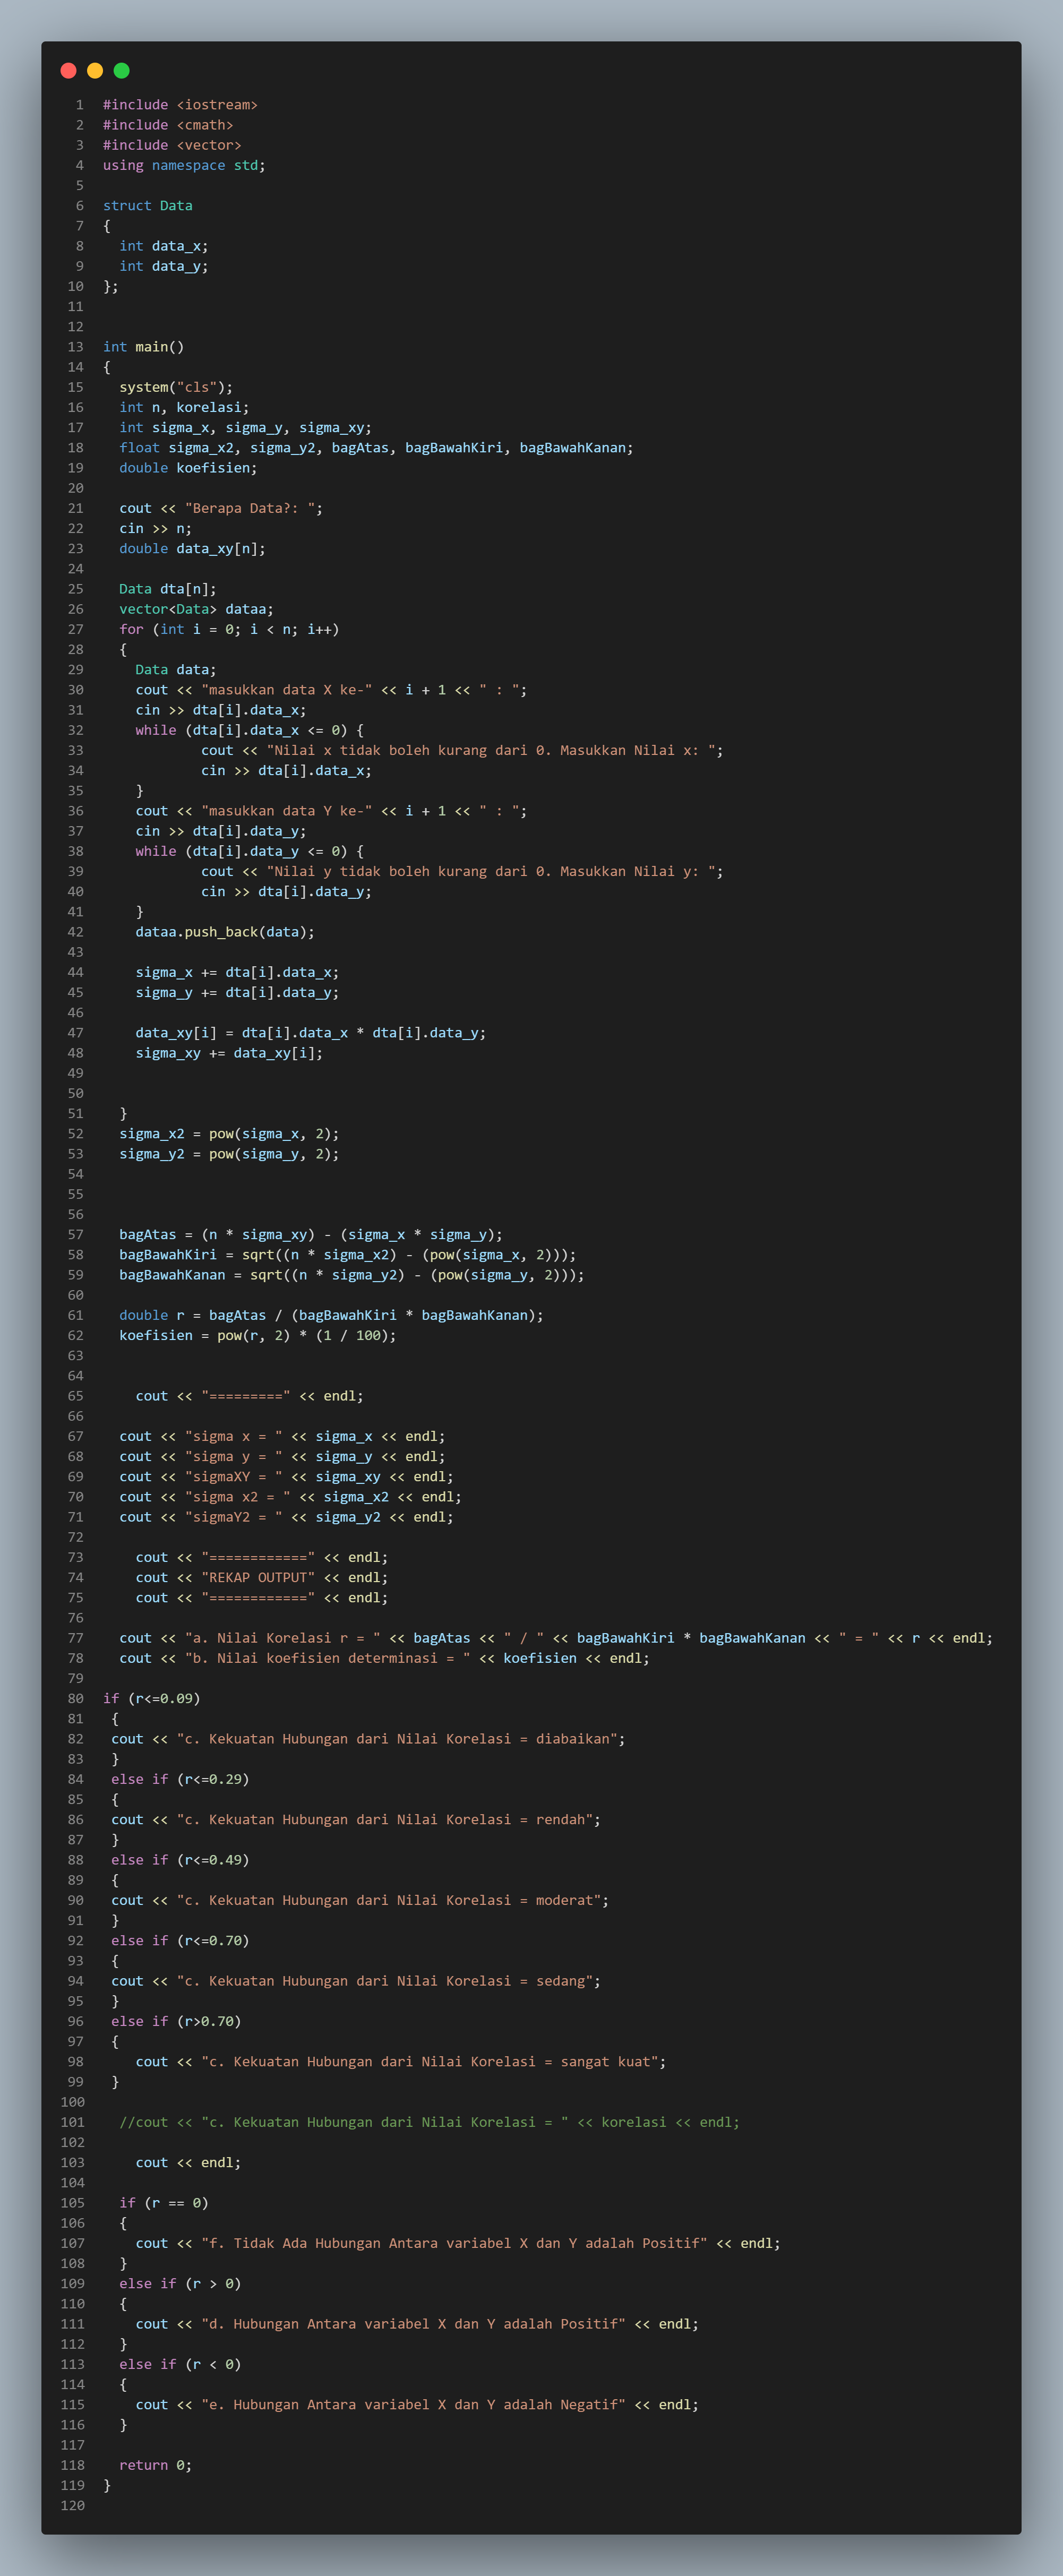 1 #include <iostream>
2 #include <cmath>
3 #include <vector>
4 using namespace std;
5
6 struct Data
7 {
8   int data_x;
9   int data_y;
10 };
11
12
13 int main()
14 {
15   system("cls");
16   int n, korelasi;
17   int sigma_x, sigma_y, sigma_xy;
18   float sigma_x2, sigma_y2, bagAtas, bagBawahKiri, bagBawahKanan;
19   double koefisien;
20
21   cout << "Berapa Data?: ";
22   cin >> n;
23   double data_xy[n];
24
25   Data dta[n];
26   vector<Data> dataa;
27   for (int i = 0; i < n; i++)
28   {
29     Data data;
30     cout << "masukkan data X ke-" << i + 1 << " : ";
31     cin >> dta[i].data_x;
32     while (dta[i].data_x <= 0) {
33             cout << "Nilai x tidak boleh kurang dari 0. Masukkan Nilai x: ";
34             cin >> dta[i].data_x;
35     }
36     cout << "masukkan data Y ke-" << i + 1 << " : ";
37     cin >> dta[i].data_y;
38     while (dta[i].data_y <= 0) {
39             cout << "Nilai y tidak boleh kurang dari 0. Masukkan Nilai y: ";
40             cin >> dta[i].data_y;
41     }
42     dataa.push_back(data);
43
44     sigma_x += dta[i].data_x;
45     sigma_y += dta[i].data_y;
46
47     data_xy[i] = dta[i].data_x * dta[i].data_y;
48     sigma_xy += data_xy[i];
49
50
51   }
52   sigma_x2 = pow(sigma_x, 2);
53   sigma_y2 = pow(sigma_y, 2);
54
55
56
57   bagAtas = (n * sigma_xy) - (sigma_x * sigma_y);
58   bagBawahKiri = sqrt((n * sigma_x2) - (pow(sigma_x, 2)));
59   bagBawahKanan = sqrt((n * sigma_y2) - (pow(sigma_y, 2)));
60
61   double r = bagAtas / (bagBawahKiri * bagBawahKanan);
62   koefisien = pow(r, 2) * (1 / 100);
63
64
65     cout << "=========" << endl;
66
67   cout << "sigma x = " << sigma_x << endl;
68   cout << "sigma y = " << sigma_y << endl;
69   cout << "sigmaXY = " << sigma_xy << endl;
70   cout << "sigma x2 = " << sigma_x2 << endl;
71   cout << "sigmaY2 = " << sigma_y2 << endl;
72
73     cout << "============" << endl;
74     cout << "REKAP OUTPUT" << endl;
75     cout << "============" << endl;
76
77   cout << "a. Nilai Korelasi r = " << bagAtas << " / " << bagBawahKiri * bagBawahKanan << " = " << r << endl;
78   cout << "b. Nilai koefisien determinasi = " << koefisien << endl;
79
80 if (r<=0.09)
81  {
82  cout << "c. Kekuatan Hubungan dari Nilai Korelasi = diabaikan";
83  }
84  else if (r<=0.29)
85  {
86  cout << "c. Kekuatan Hubungan dari Nilai Korelasi = rendah";
87  }
88  else if (r<=0.49)
89  {
90  cout << "c. Kekuatan Hubungan dari Nilai Korelasi = moderat";
91  }
92  else if (r<=0.70)
93  {
94  cout << "c. Kekuatan Hubungan dari Nilai Korelasi = sedang";
95  }
96  else if (r>0.70)
97  {
98     cout << "c. Kekuatan Hubungan dari Nilai Korelasi = sangat kuat";
99  }
100
101   //cout << "c. Kekuatan Hubungan dari Nilai Korelasi = " << korelasi << endl;
102
103     cout << endl;
104
105   if (r == 0)
106   {
107     cout << "f. Tidak Ada Hubungan Antara variabel X dan Y adalah Positif" << endl;
108   }
109   else if (r > 0)
110   {
111     cout << "d. Hubungan Antara variabel X dan Y adalah Positif" << endl;
112   }
113   else if (r < 0)
114   {
115     cout << "e. Hubungan Antara variabel X dan Y adalah Negatif" << endl;
116   }
117
118   return 0;
119 }
120